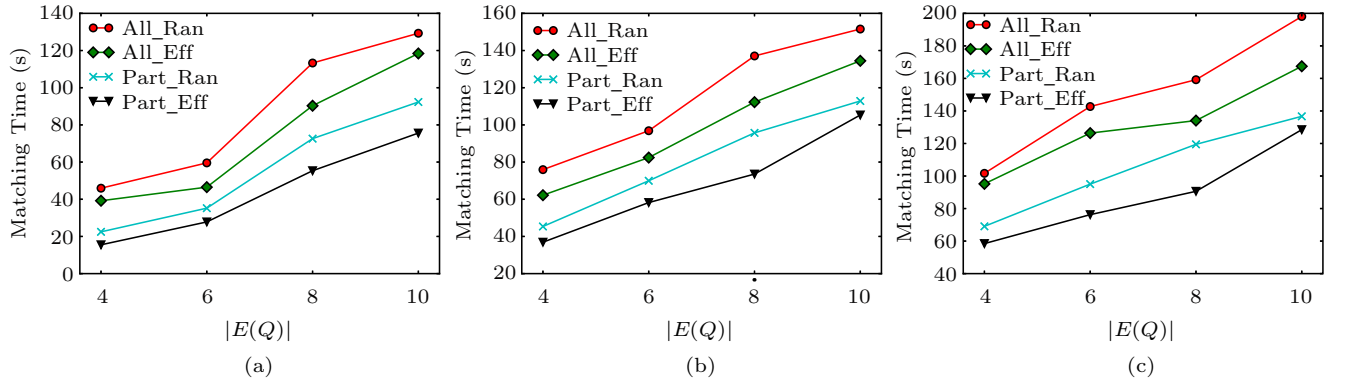 140
120
100
80
60
40
20
0
Matching Time (s)
All_Ran
All_Eff
Part_Ran
Part_Eff
4 6 8 10
|E(Q)|
(a)
160
140
120
100
80
60
40
20
Matching Time (s)
All_Ran
All_Eff
Part_Ran
Part_Eff
4 6 8 10
|E(Q)|
(b)
200
180
160
140
120
100
80
60
40
Matching Time (s)
All_Ran
All_Eff
Part_Ran
Part_Eff
4 6 8 10
|E(Q)|
(c)